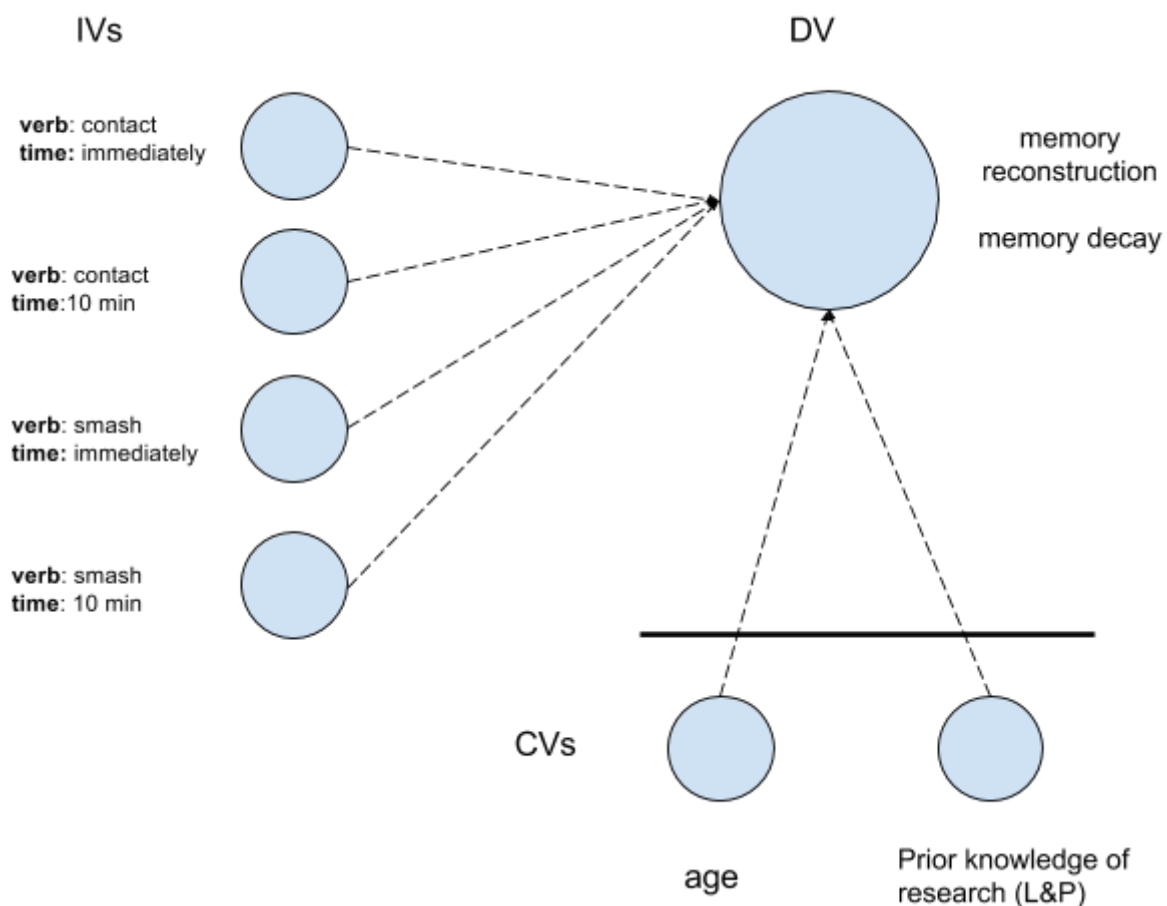 IVs
DV
verb: contact
time: immediately
memory
reconstruction
memory decay
verb: contact
time:10 min
verb: smash
time: immediately
verb: smash
time: 10 min
CVs
age
Prior knowledge of
research (L&P)